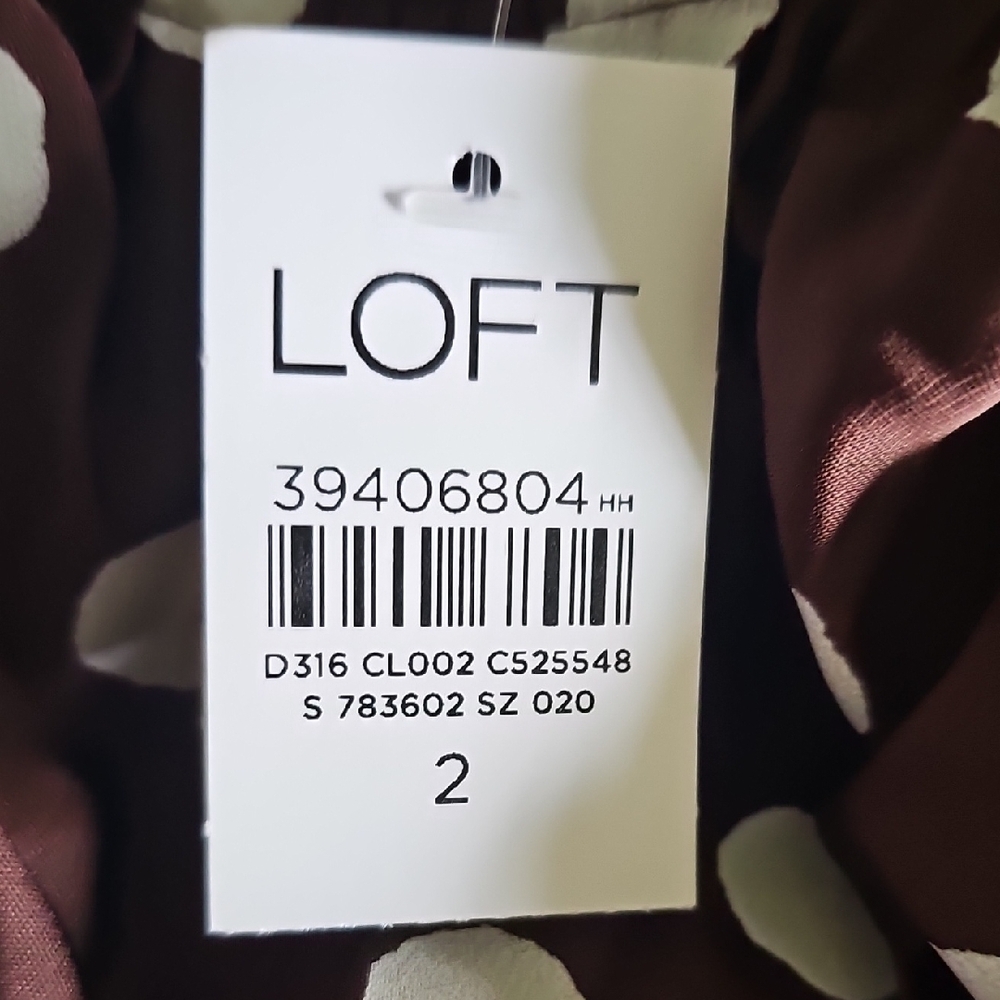 LOFT
39406804 HH
D316 CL002 C525548
S 783602 SZ 020
2